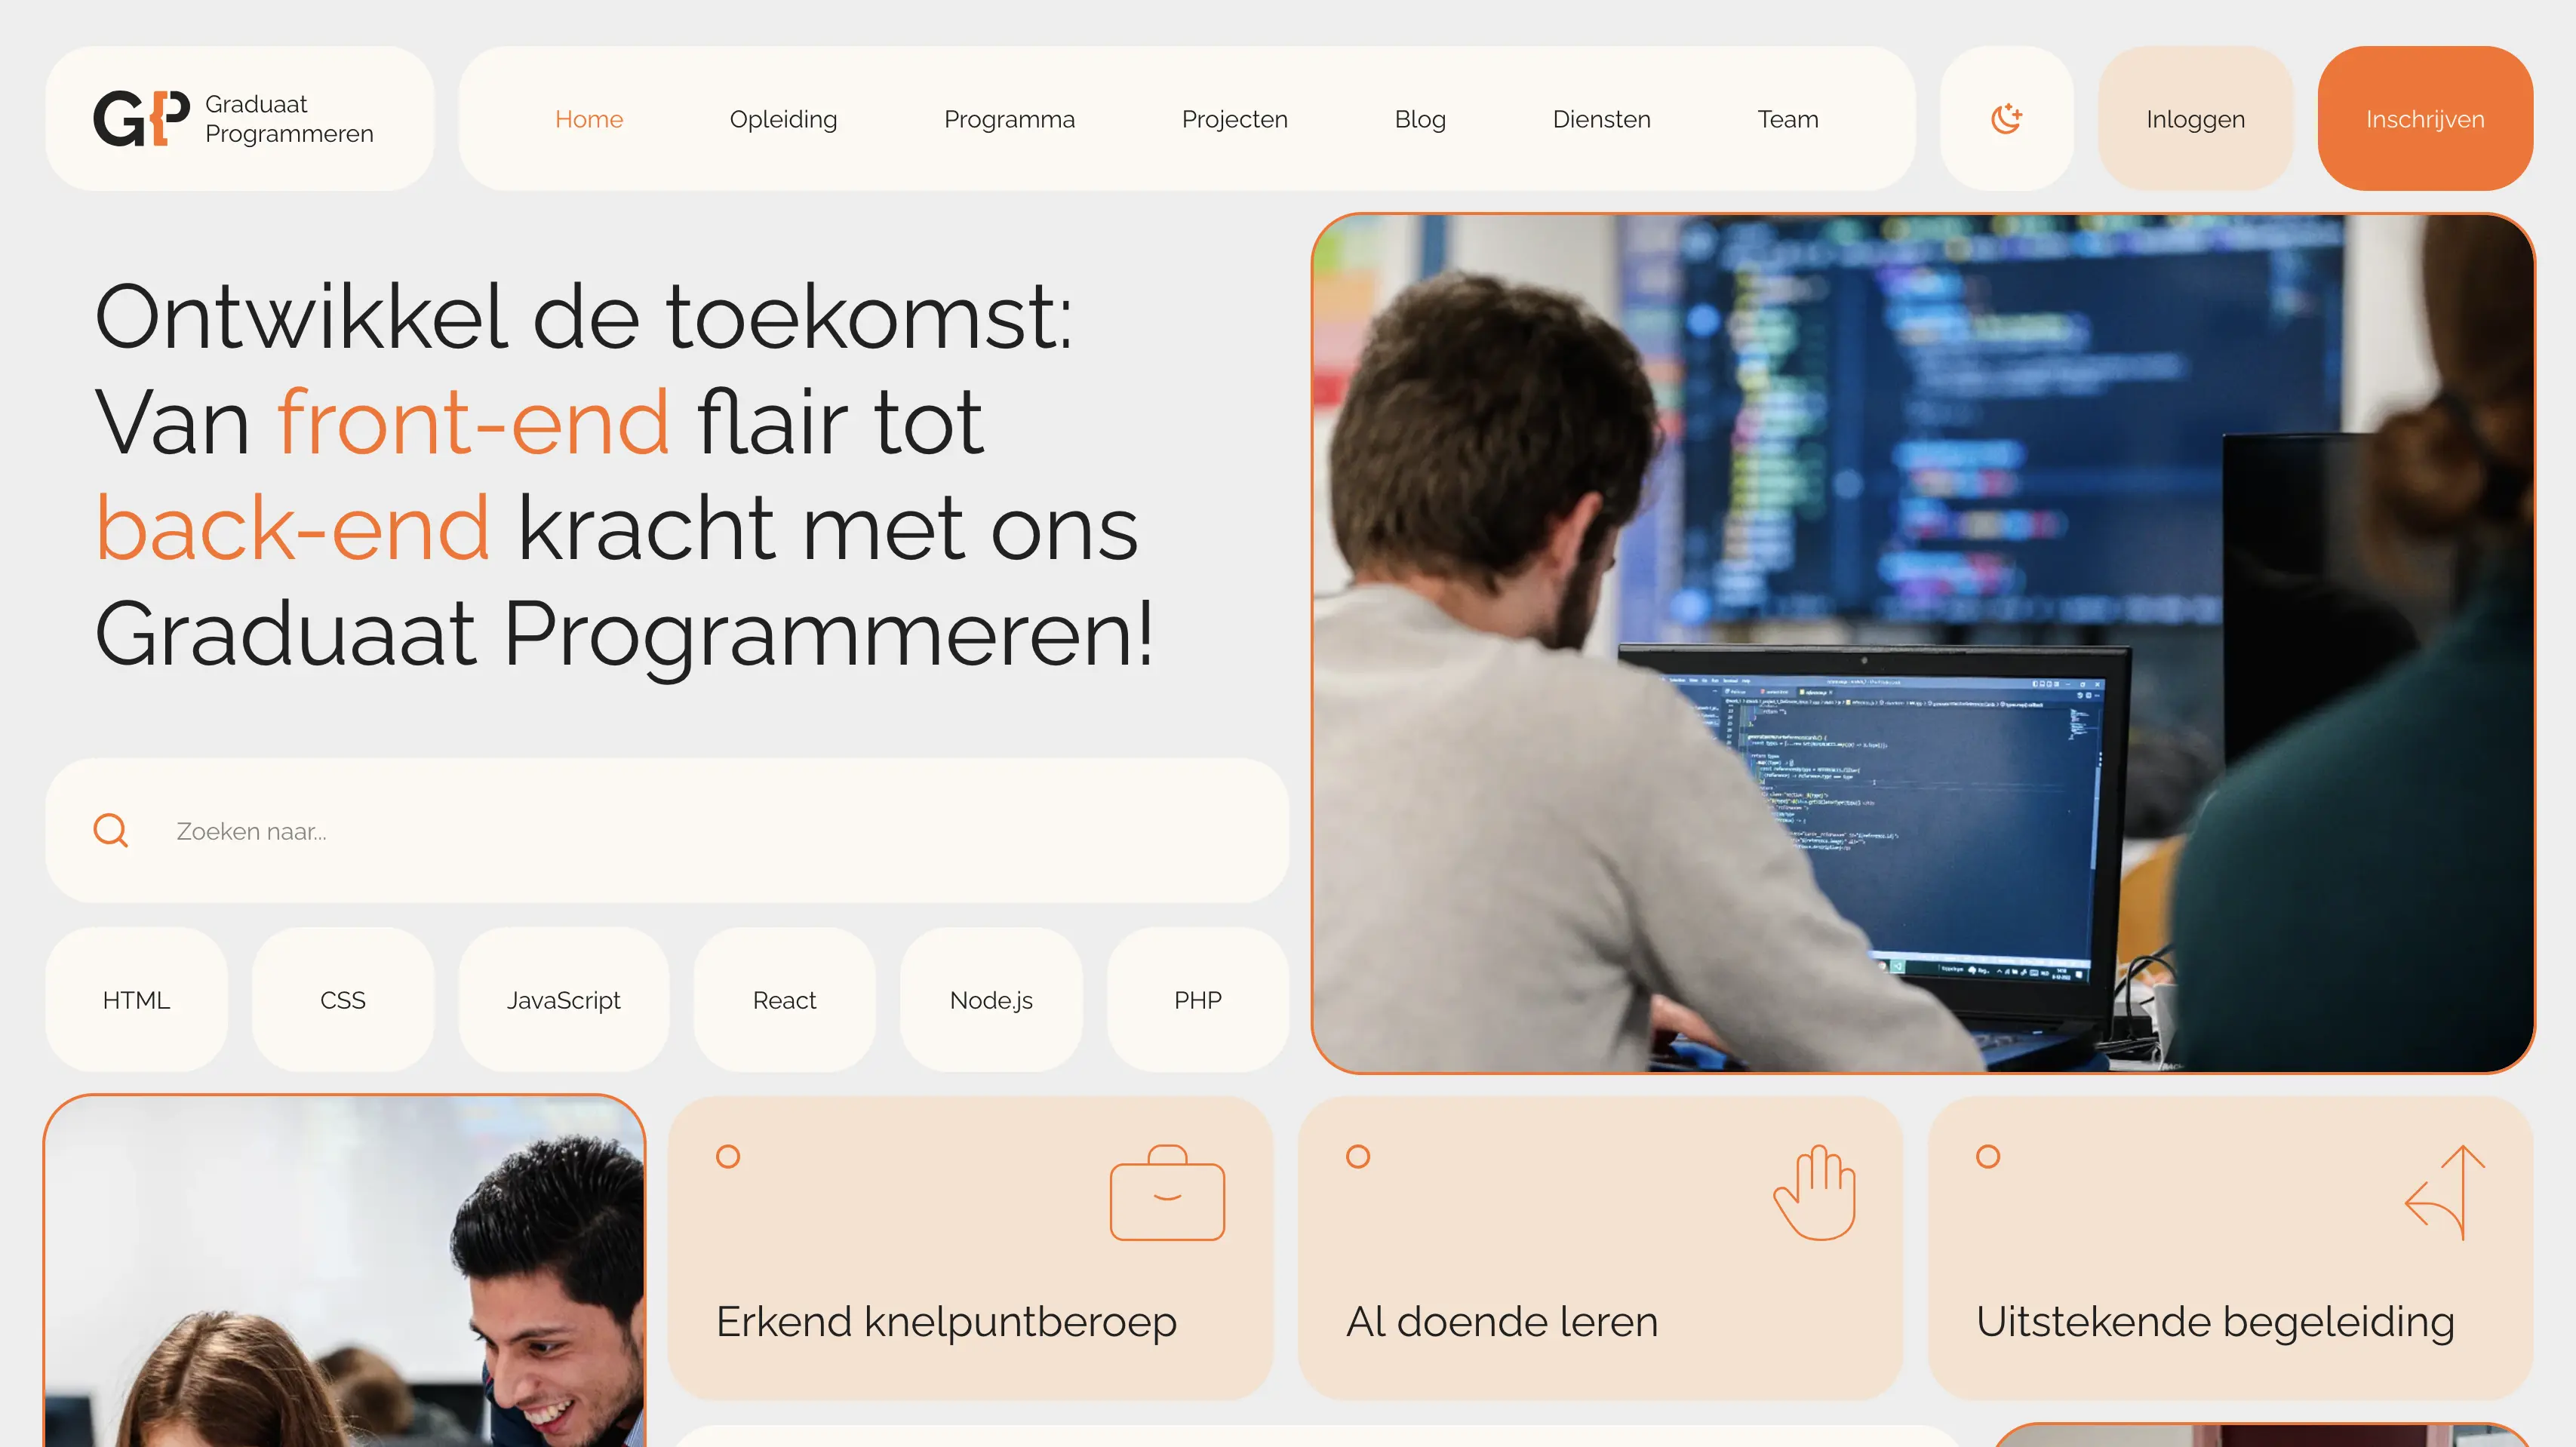 GP
Graduaat
Programmeren
Home
Opleiding
Programma
Projecten
Blog
Diensten
Team
Inloggen
Inschrijven
Ontwikkel de toekomst:
Van front-end flair tot
back-end kracht met ons
Graduaat Programmeren!
Zoeken naar...
HTML
CSS
JavaScript
React
Node.js
PHP
Erkend knelpuntberoep
Al doende leren
Uitstekende begeleiding